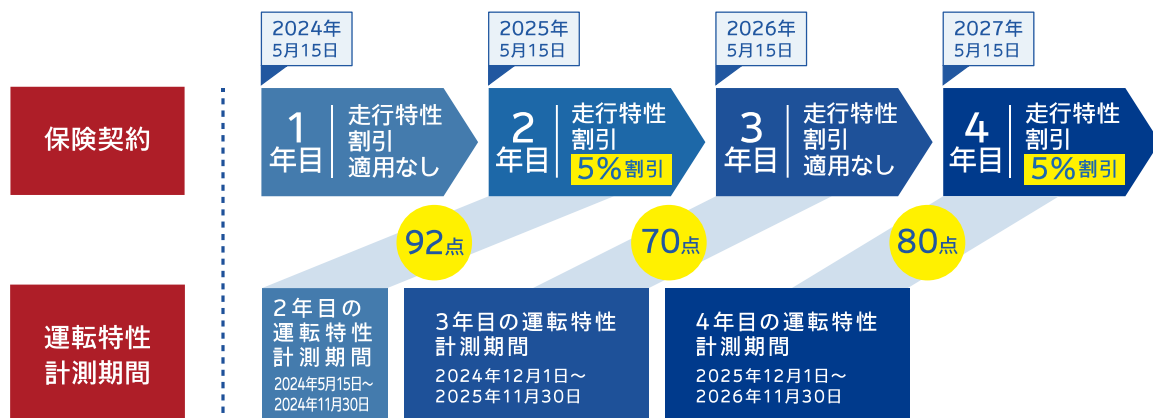 2024年
5月15日
2025年
5月15日
2026年
5月15日
2027年
5月15日
保険契約
1
年目
走行特性
割引
適用なし
2
年目
走行特性
割引
5%割引
3
年目
走行特性
割引
適用なし
4
年目
走行特性
割引
5%割引
92点
70点
80点
運転特性
計測期間
2年目の
運転特性
計測期間
2024年5月15日～
2024年11月30日
3年目の運転特性
計測期間
2024年12月1日～
2025年11月30日
4年目の運転特性
計測期間
2025年12月1日～
2026年11月30日